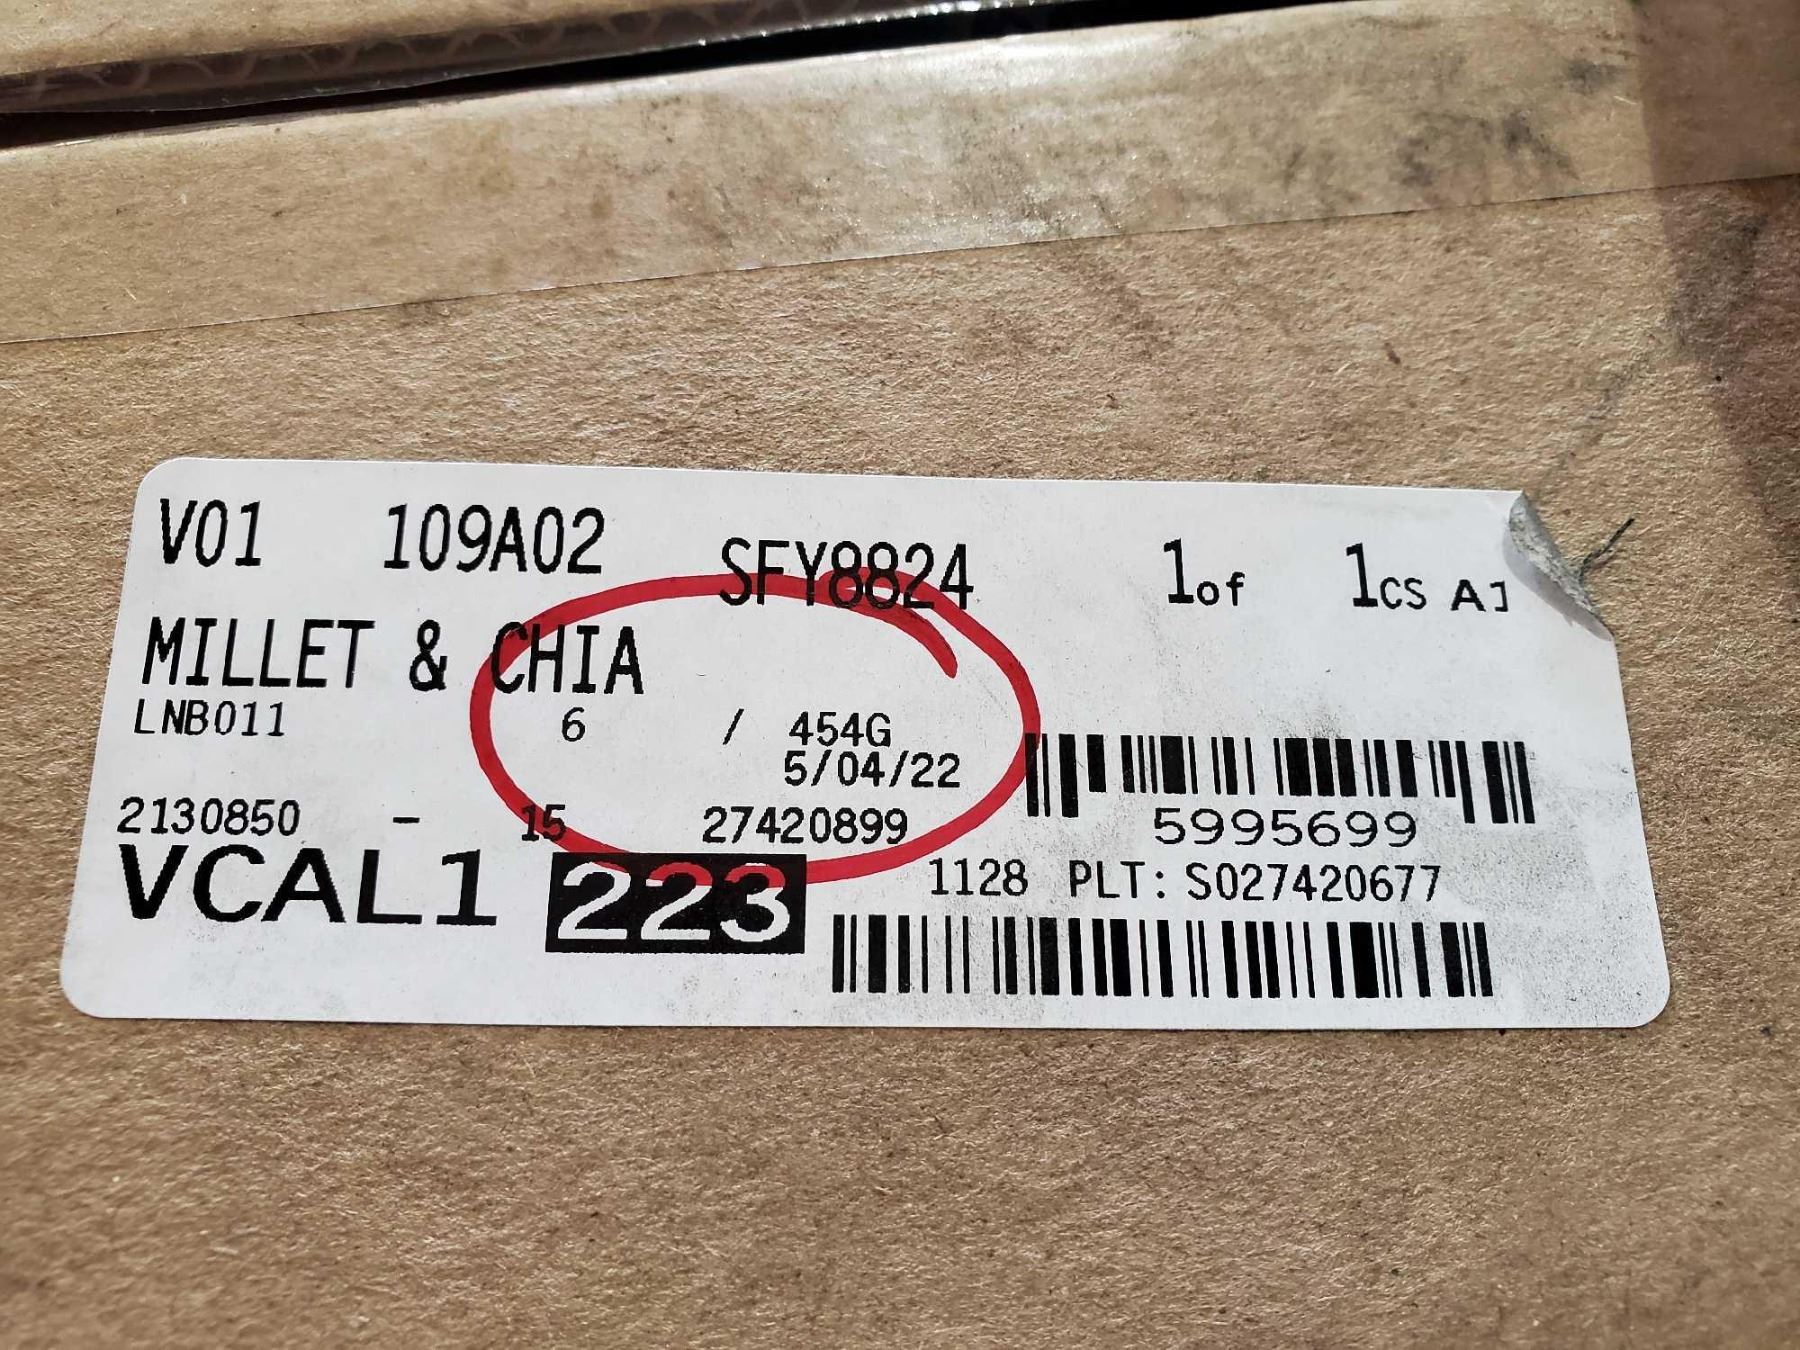 V01 109A02 SFY8824 1of 1cs
MILLET & CHIA
LNB011 6 / 454G
5/04/22
2130850 - 15 27420899 5995699
VCAL1 223 1128 PLT: S027420677